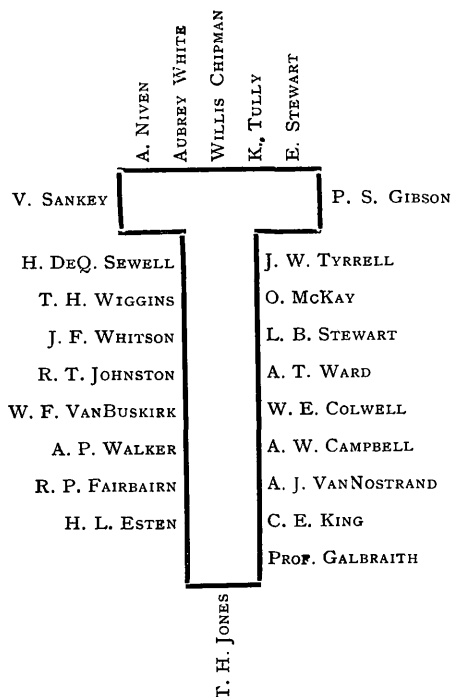 A. NIVEN
AUBREY WHITE
WILLIS CHIPMAN
K. TULLY
E. STEWART
V. SANKEY
P. S. GIBSON
H. DEQ. SEWELL
J. W. TYRRELL
T. H. WIGGINS
O. MCKAY
J. F. WHITSON
L. B. STEWART
R. T. JOHNSTON
A. T. WARD
W. F. VANBUSKIRK
W. E. COLWELL
A. P. WALKER
A. W. CAMPBELL
R. P. FAIRBAIRN
A. J. VANNOSTRAND
H. L. ESTEN
C. E. KING
PROF. GALBRAITH
T. H. JONES